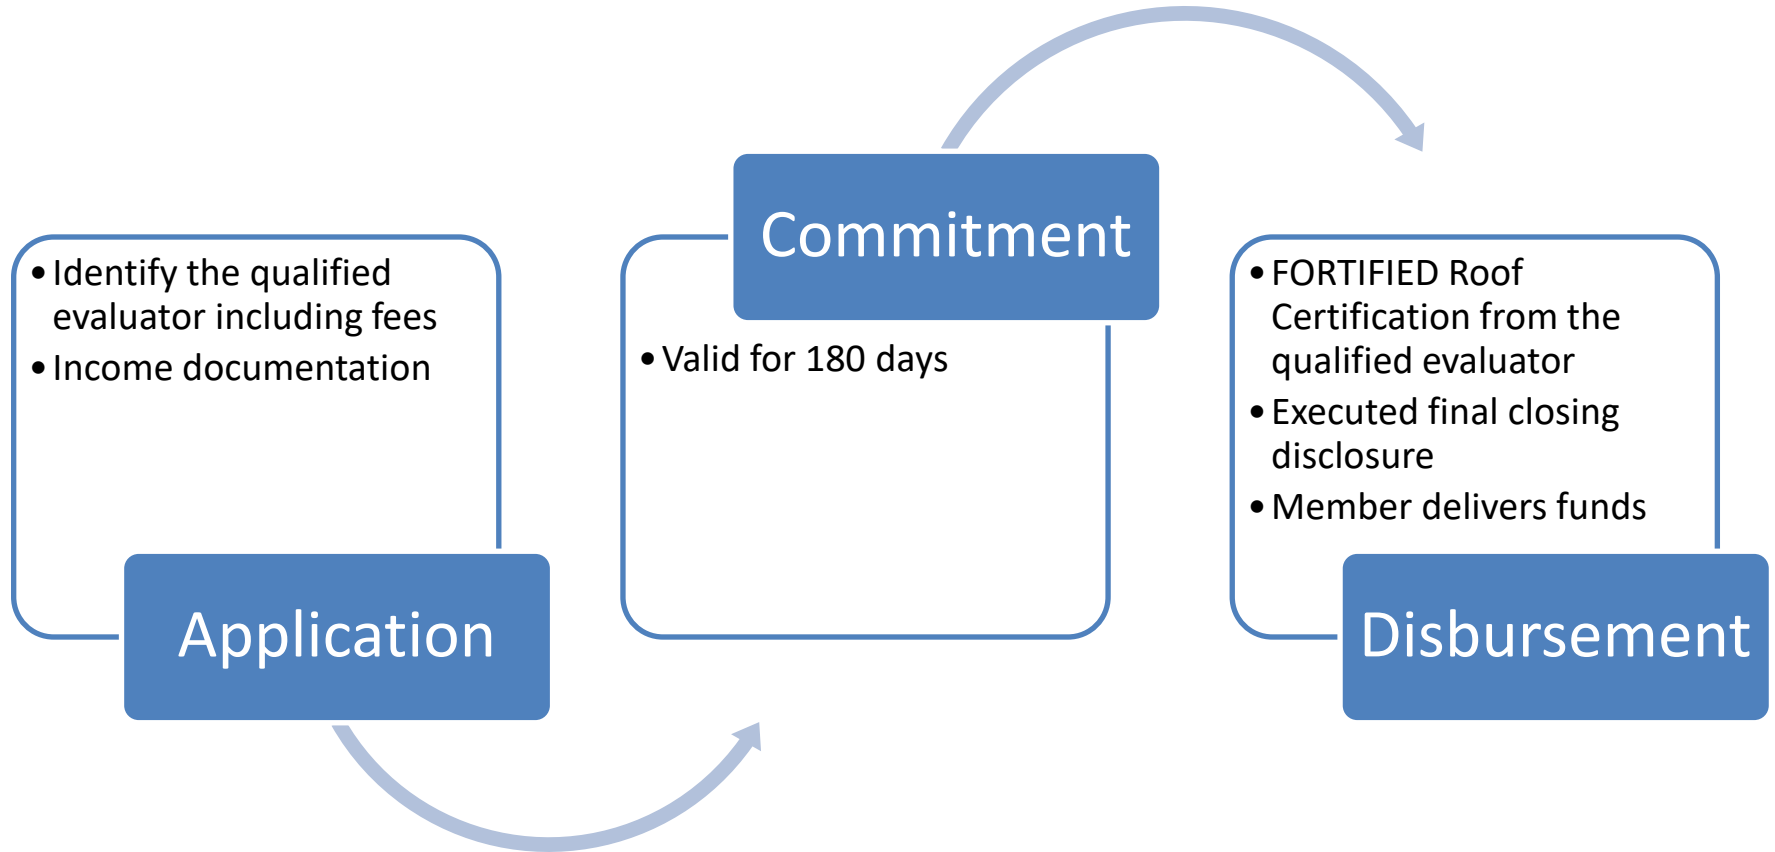 • Identify the qualified
evaluator including fees
• Income documentation
Application
Commitment
• Valid for 180 days
• FORTIFIED Roof
Certification from the
qualified evaluator
• Executed final closing
disclosure
• Member delivers funds
Disbursement